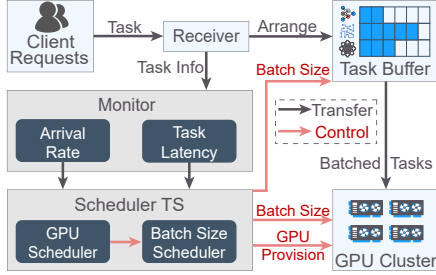 Client
Requests
Task
Receiver
Arrange
Task Buffer
Task Info
Batch Size
Monitor
Arrival
Rate
Task
Latency
Transfer
Control
Batched Tasks
Scheduler TS
GPU
Scheduler
Batch Size
Scheduler
Batch Size
GPU
Provision
GPU Cluster